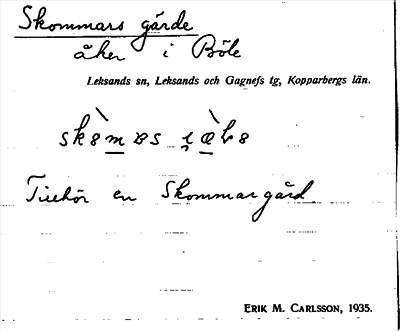 Skommars gärde
åker i Böle
Leksands sn, Leksands och Gagnefs tg, Kopparbergs län.
Tillhör en Skommargård
ERIK M. CARLSSON, 1935.